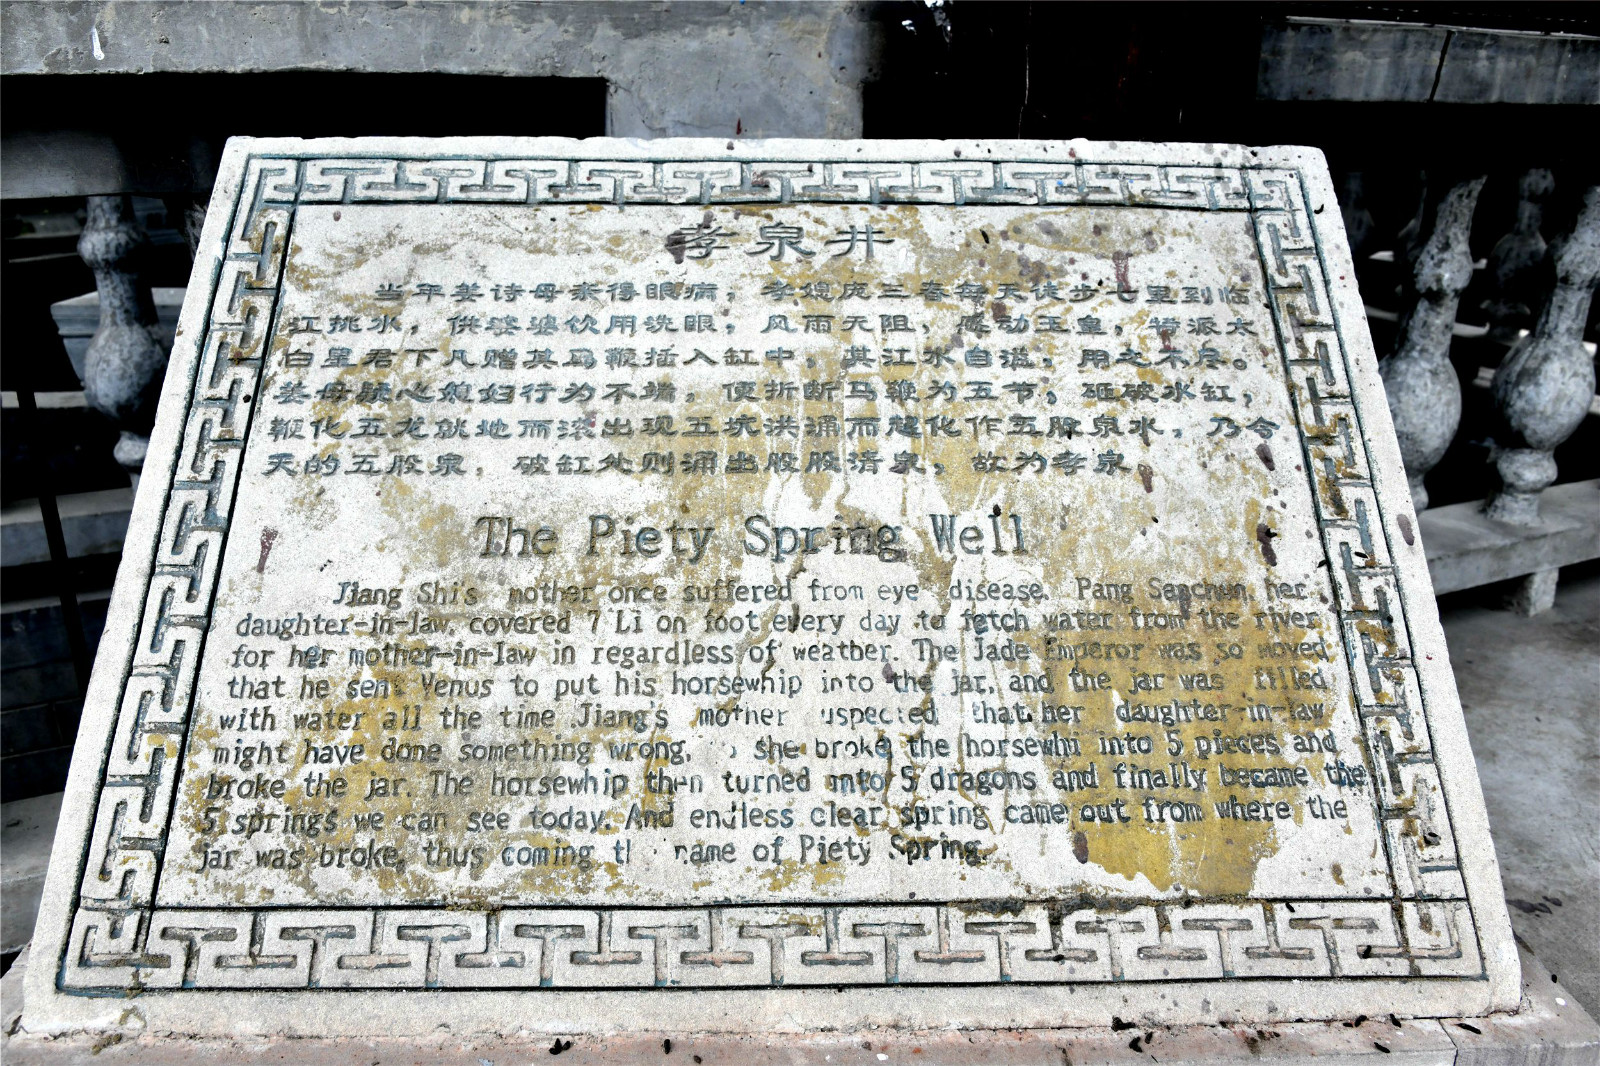 孝泉井
当年姜诗母亲得眼病，孝媳庞三春每天徒步七里到临
江挑水，供婆婆饮用洗眼，风雨无阻，感动玉皇，特派太
白星君下凡赠其马鞭插入缸中，其江水自溢，用之不尽。
姜母疑心媳妇行为不端，便折断马鞭为五节，砸破水缸，
鞭化五龙就地而滚出现五坑洪涌而起化作五股泉水，乃今
天的五股泉，破缸处则涌出股股清泉，故为孝泉
The Piety Spring Well
Jiang Shi's mother once suffered from eye disease. Pang Sanchun, her
daughter-in-law, covered 7 Li on foot every day to fetch water from the river
for her mother-in-law in regardless of weather. The Jade Emperor was so moved
that he sent Venus to put his horsewhip into the jar, and the jar was filled
with water all the time Jiang's mother uspected that her daughter-in-law
might have done something wrong, she broke the horsewhi into 5 pieces and
broke the jar. The horsewhip then turned into 5 dragons and finally became the
5 springs we can see today. And endless clear spring came out from where the
jar was broke, thus coming name of Piety Spring.